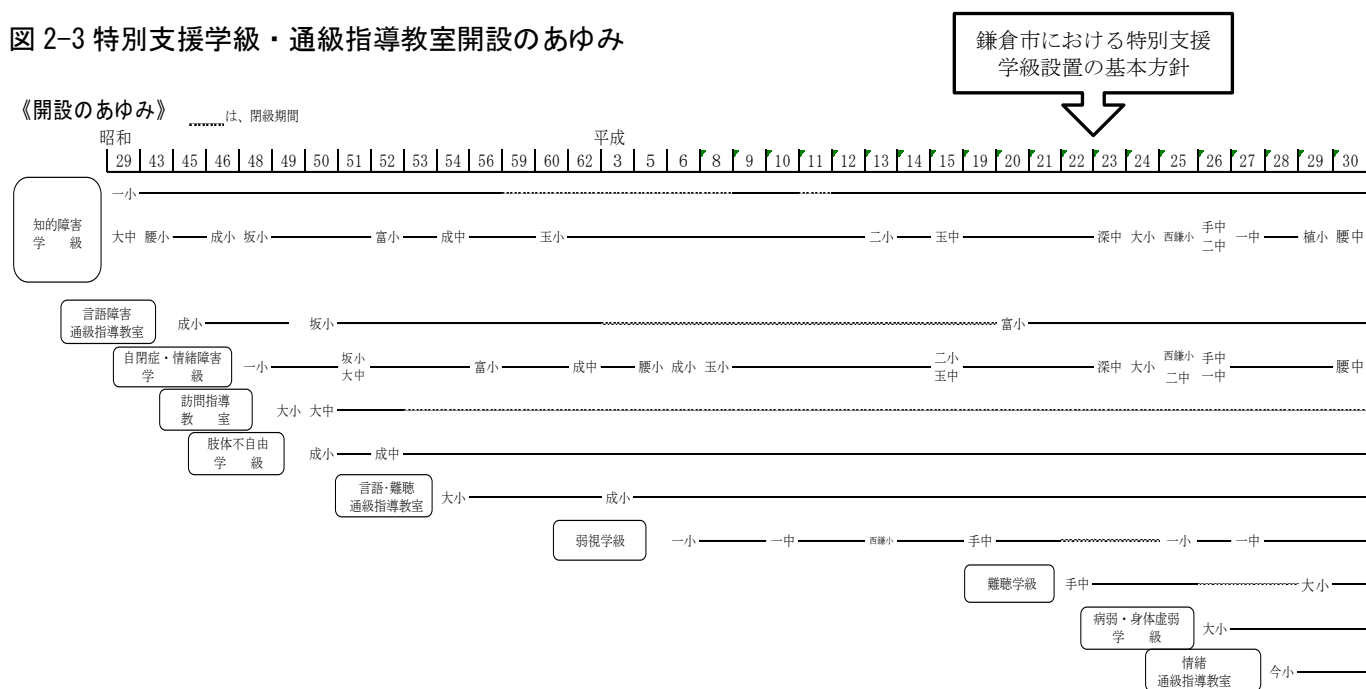 図 2-3 特別支援学級・通級指導教室開設のあゆみ
鎌倉市における特別支援
学級設置の基本方針
《開設のあゆみ》 は、閉級期間
昭和 平成
29 43 45 46 48 49 50 51 52 53 54 56 59 60 62 3 5 6 8 9 10 11 12 13 14 15 19 20 21 22 23 24 25 26 27 28 29 30
一小
知的障害
学 級
大中 腰小 成小 坂小 富小 成中 玉小 二小 玉中 深中 大小 西鎌小 手中 一中 植小 腰中
二中
言語障害
通級指導教室
成小 坂小 富小
自閉症・情緒障害
学 級
一小 坂小 富小 成中 腰小 成小 玉小 二小 深中 大小 西鎌小 手中 腰中
大中 玉中 二中 一中
訪問指導
教 室
大小 大中
肢体不自由
学 級
成小 成中
言語・難聴
通級指導教室
大小 成小
弱視学級 一小 一中 西鎌小 手中 一小 一中
難聴学級 手中 大小
病弱・身体虚弱
学 級
大小
情緒
通級指導教室
今小